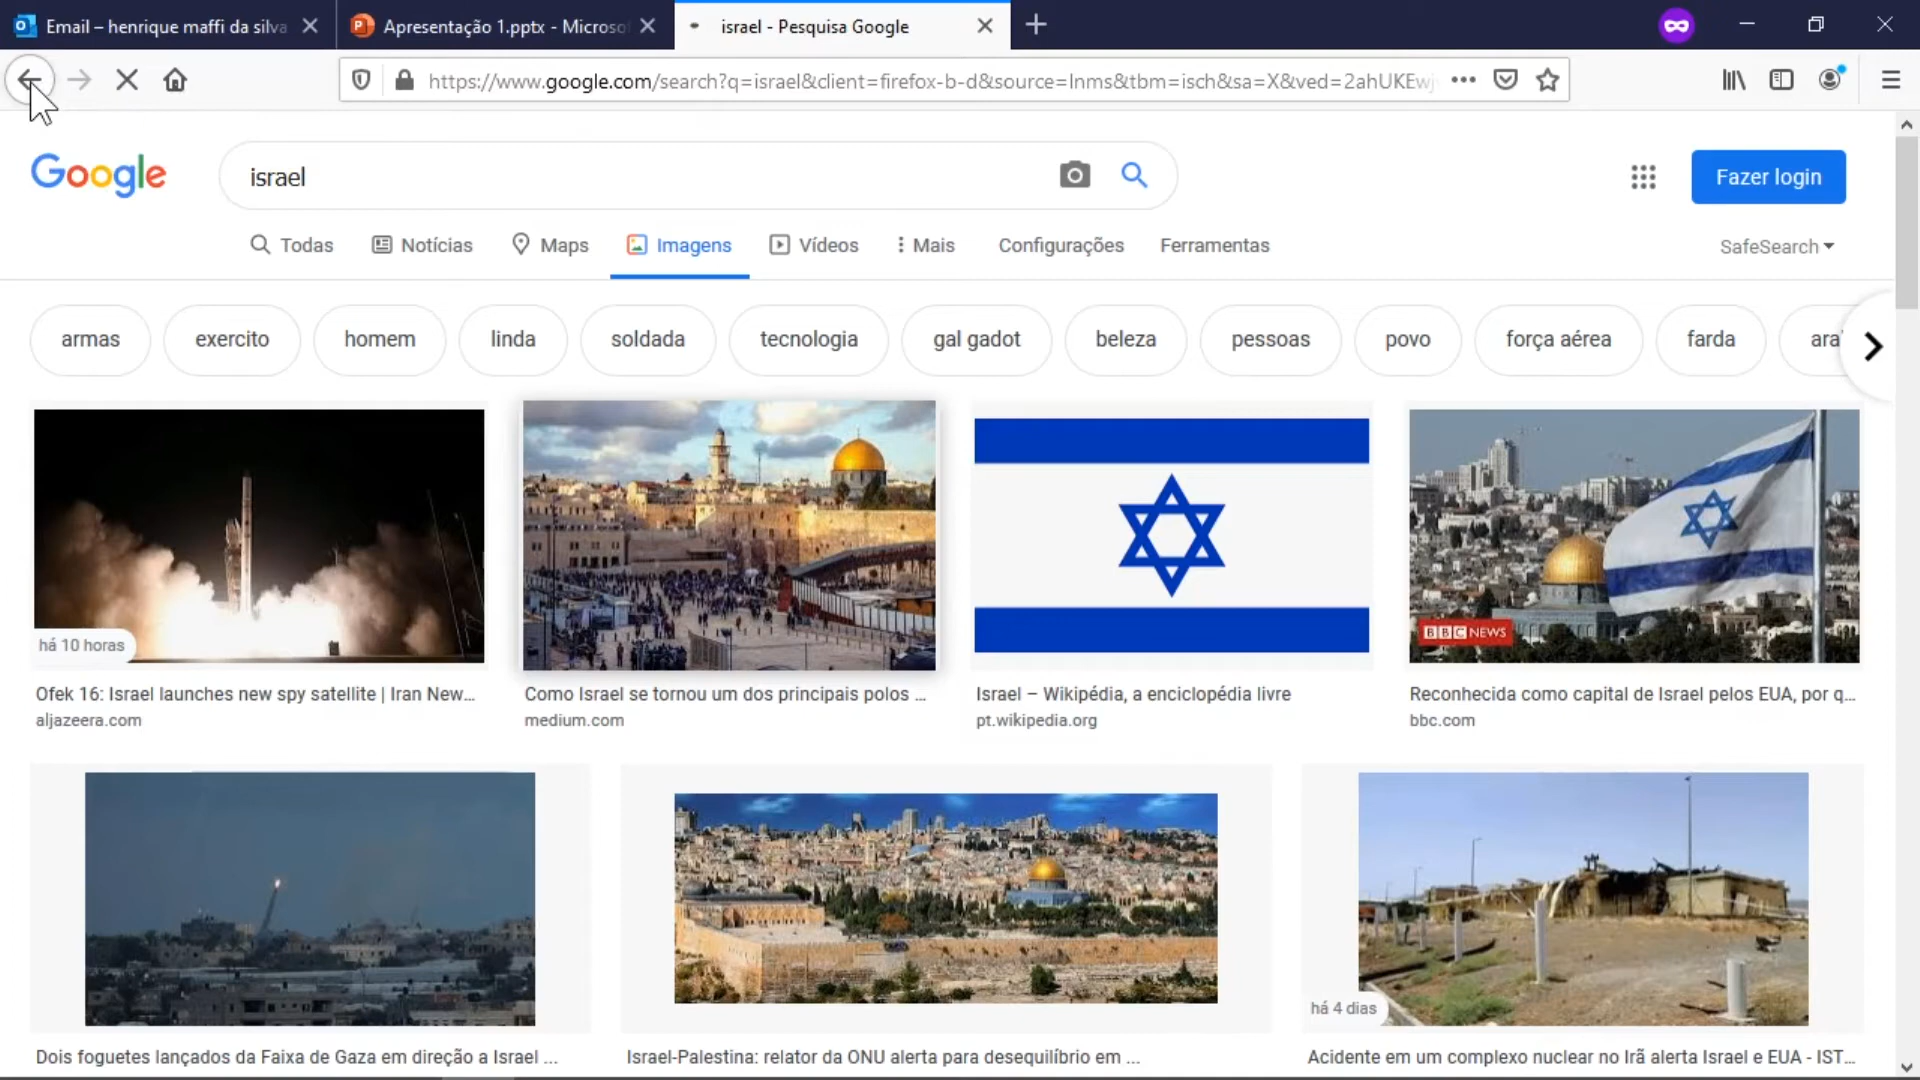 Email – henrique maffi da silva
Apresentação 1.pptx - Microso
israel - Pesquisa Google
https://www.google.com/search?q=israel&client=firefox-b-d&source=lnms&tbm=isch&sa=X&ved=2ahUKEwj
Google
israel
Fazer login
Todas
Notícias
Maps
Imagens
Vídeos
Mais
Configurações
Ferramentas
SafeSearch
armas
exercito
homem
linda
soldada
tecnologia
gal gadot
beleza
pessoas
povo
força aérea
farda
ara
há 10 horas
BBC NEWS
Ofek 16: Israel launches new spy satellite | Iran New...
aljazeera.com
Como Israel se tornou um dos principais polos ...
medium.com
Israel – Wikipédia, a enciclopédia livre
pt.wikipedia.org
Reconhecida como capital de Israel pelos EUA, por q...
bbc.com
há 4 dias
Dois foguetes lançados da Faixa de Gaza em direção a Israel ...
Israel-Palestina: relator da ONU alerta para desequilíbrio em ...
Acidente em um complexo nuclear no Irã alerta Israel e EUA - IST...